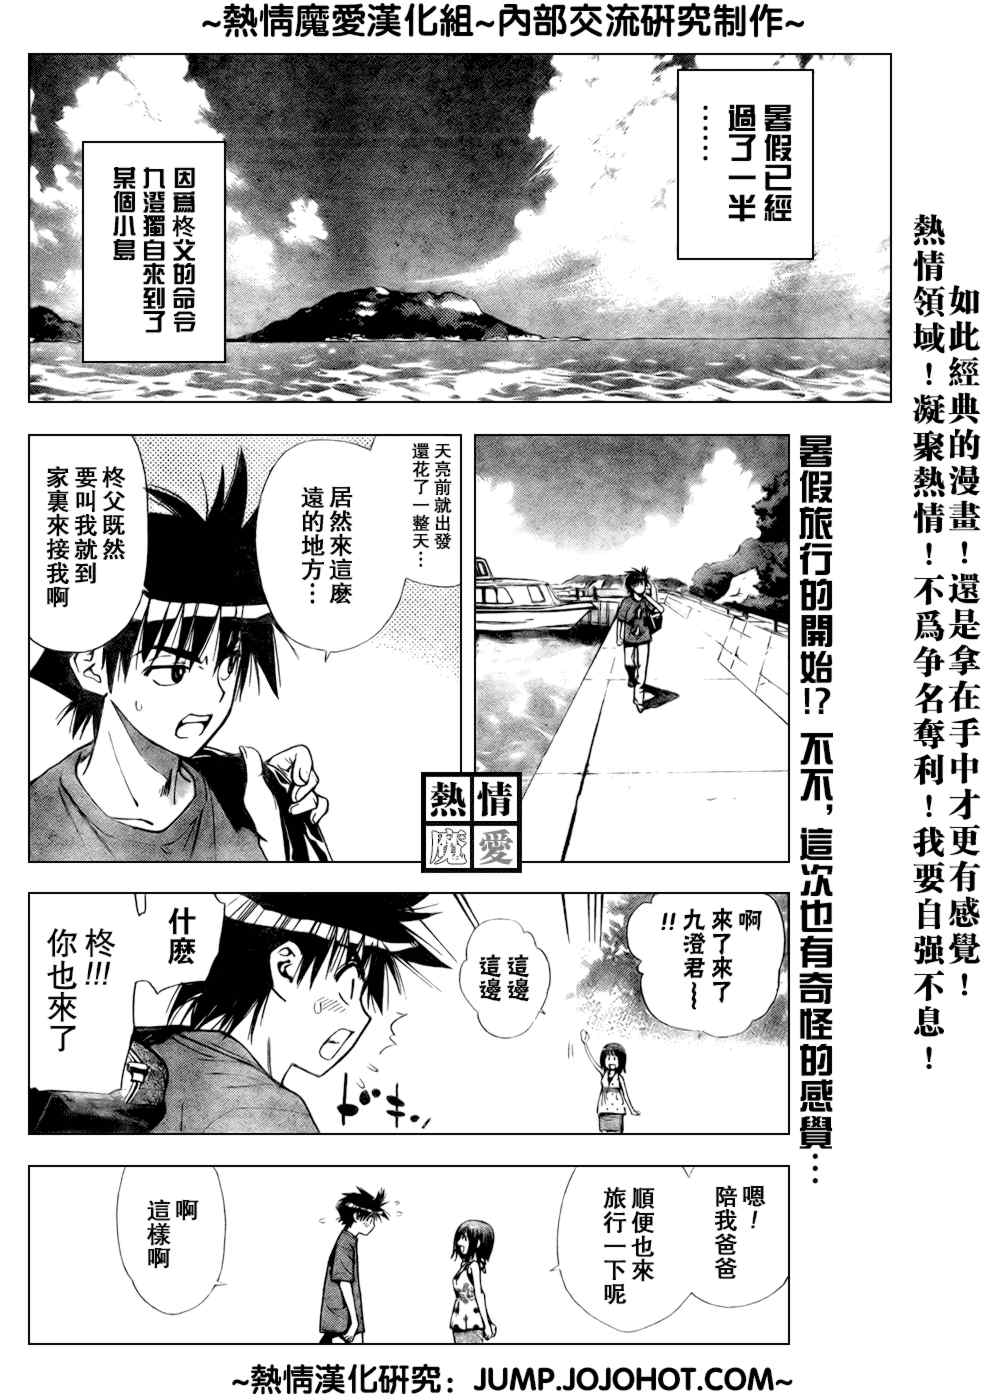 ~熱情魔愛漢化組~內部交流研究制作~
暑假已經
過了一半
……
因爲柊父的命令
九澄獨自來到了
某個小島
如此經典的漫畫！還是拿在手中才更有感覺！
熱情領域！凝聚熱情！不爲争名奪利！我要自强不息！
暑假旅行的開始!? 不不，這次也有奇怪的感覺…
天亮前就出發
還花了一整天…
居然來這麽
遠的地方…
柊父既然
要叫我就到
家裏來接我啊
熱情
魔愛
啊
來了來了
九澄君~
!!
這邊
這邊
什麽
柊!!!
你也來了
嗯！
陪我爸爸
順便也來
旅行一下呢
啊
這樣啊
~熱情漢化研究：JUMP.JOJOHOT.COM~